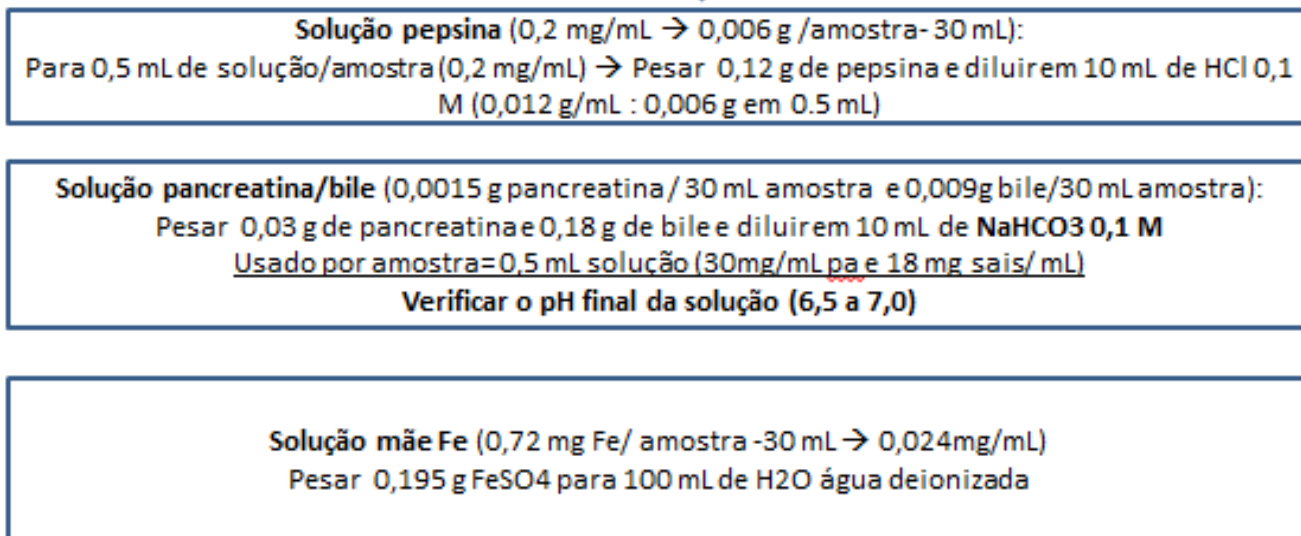 Solução pepsina (0,2 mg/mL → 0,006 g /amostra- 30 mL):
Para 0,5 mL de solução/amostra (0,2 mg/mL) → Pesar 0,12 g de pepsina e diluir em 10 mL de HCl 0,1
M (0,012 g/mL : 0,006 g em 0.5 mL)
Solução pancreatina/bile (0,0015 g pancreatina/ 30 mL amostra e 0,009g bile/30 mL amostra):
Pesar 0,03 g de pancreatina e 0,18 g de bile e diluir em 10 mL de NaHCO3 0,1 M
Usado por amostra= 0,5 mL solução (30mg/mL pa e 18 mg sais/ mL)
Verificar o pH final da solução (6,5 a 7,0)
Solução mãe Fe (0,72 mg Fe/ amostra -30 mL → 0,024mg/mL)
Pesar 0,195 g FeSO4 para 100 mL de H2O água deionizada